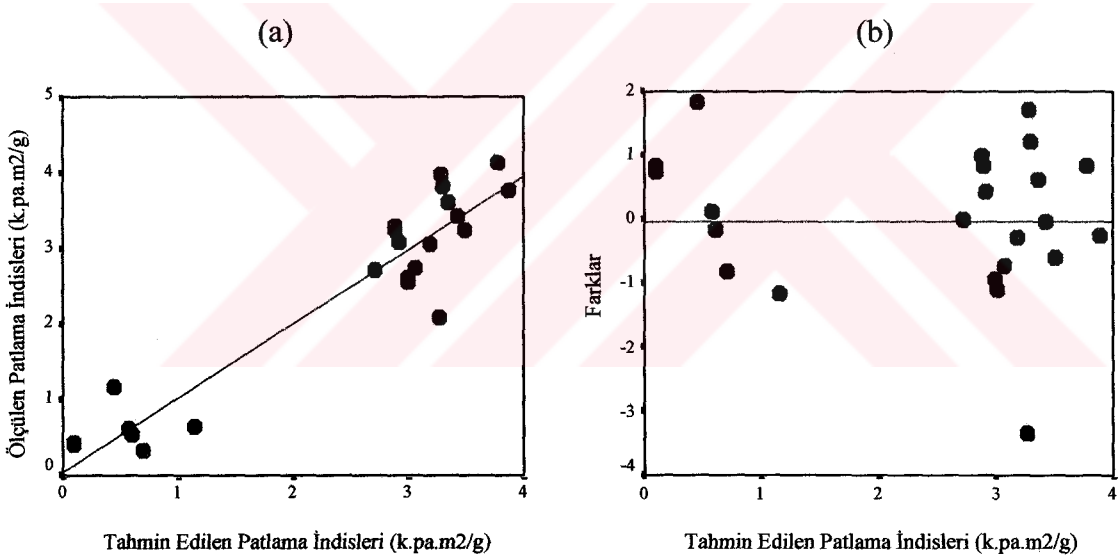 (a)
(b)
Ölçülen Patlama İndisleri (k.pa.m2/g)
5
4
3
2
1
0
0 1 2 3 4
Tahmin Edilen Patlama İndisleri (k.pa.m2/g)
Farklar
2
1
0
-1
-2
-3
-4
0 1 2 3 4
Tahmin Edilen Patlama İndisleri (k.pa.m2/g)